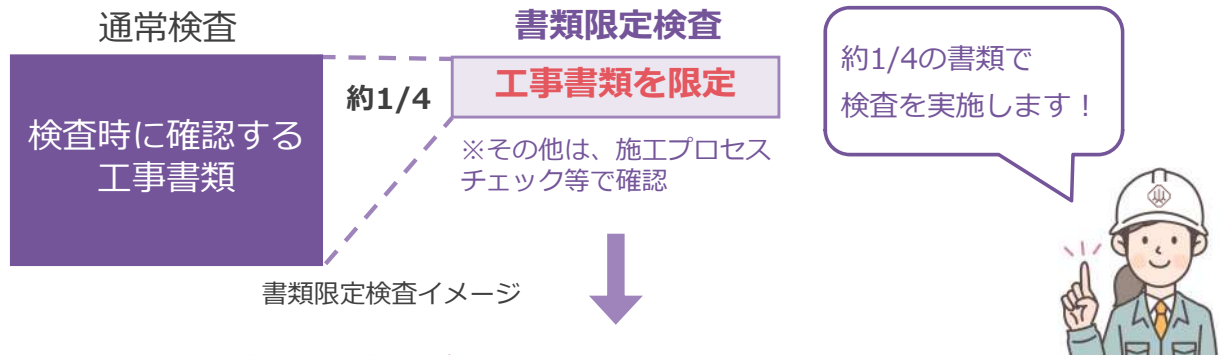 通常検査
書類限定検査
検査時に確認する
工事書類
約1/4
工事書類を限定
※その他は、施工プロセス
チェック等で確認
約1/4の書類で
検査を実施します！
書類限定検査イメージ